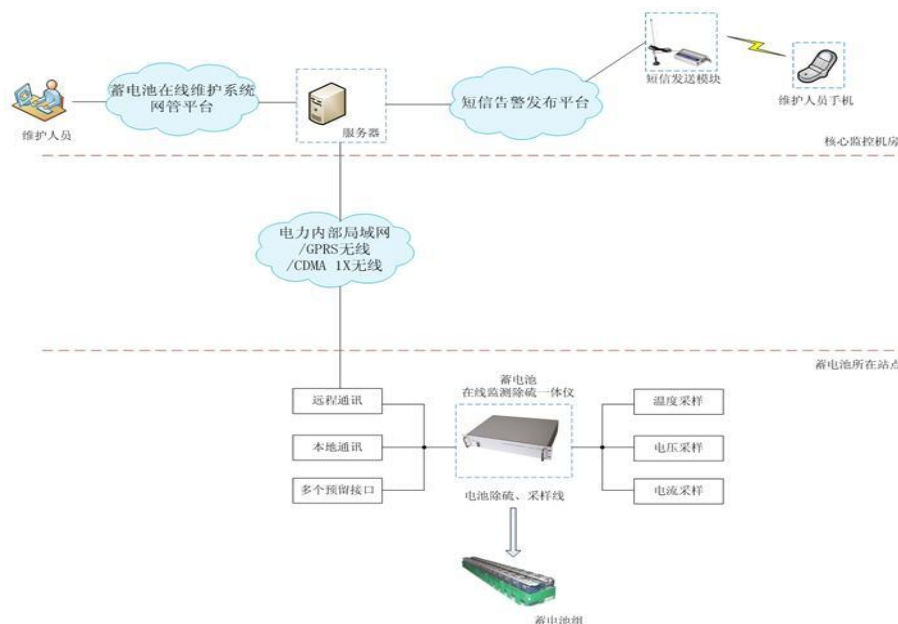 蓄电池在线维护系统
网管平台
维护人员
服务器
短信告警发布平台
短信发送模块
维护人员手机
核心监控机房
电力内部局域网
/GPRS无线
/CDMA 1X无线
蓄电池所在站点
蓄电池
在线监测除硫一体仪
远程通讯
本地通讯
多个预留接口
温度采样
电压采样
电流采样
电池除硫、采样线
蓄电池组